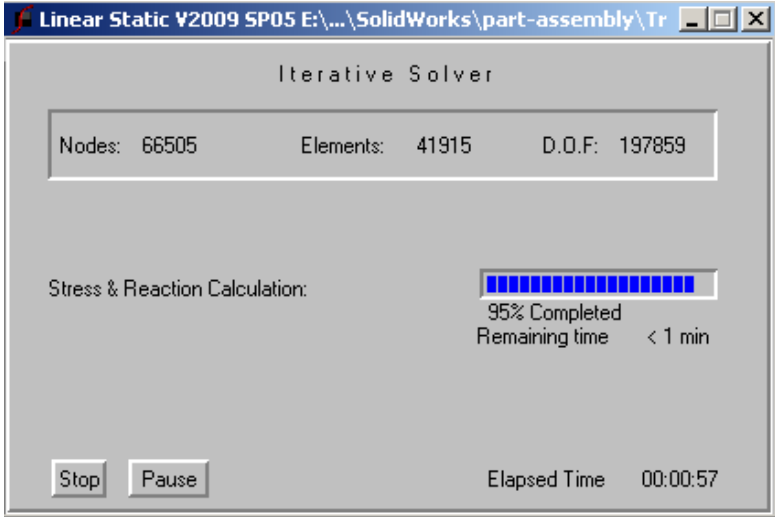 Linear Static V2009 SP05 E:\...\SolidWorks\part-assembly\Tr
Iterative Solver
Nodes: 66505 Elements: 41915 D.O.F: 197859
Stress & Reaction Calculation:
95% Completed
Remaining time < 1 min
Stop Pause Elapsed Time 00:00:57